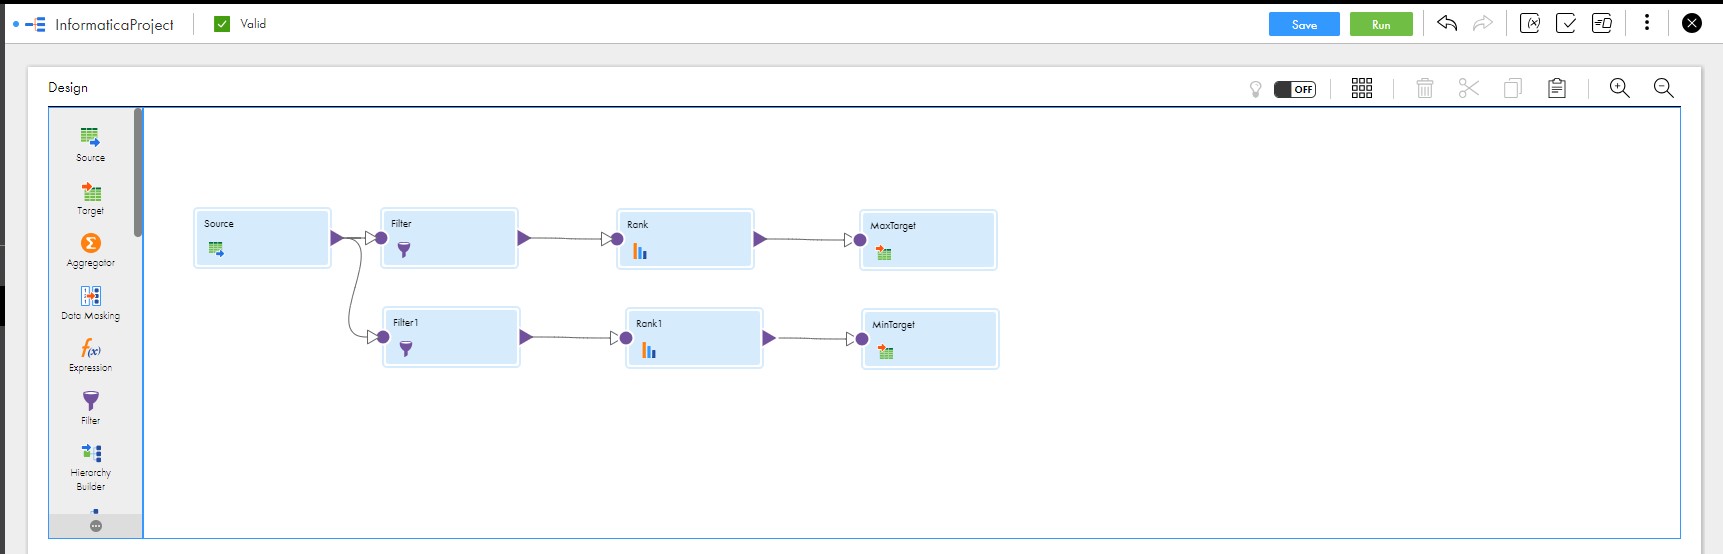 InformaticaProject
Valid
Save
Run
(x)
Design
OFF
Source
Target
Aggregator
Data Masking
f(x)
Expression
Filter
Hierarchy
Builder
Source
Filter
Rank
MaxTarget
Filter1
Rank1
MinTarget